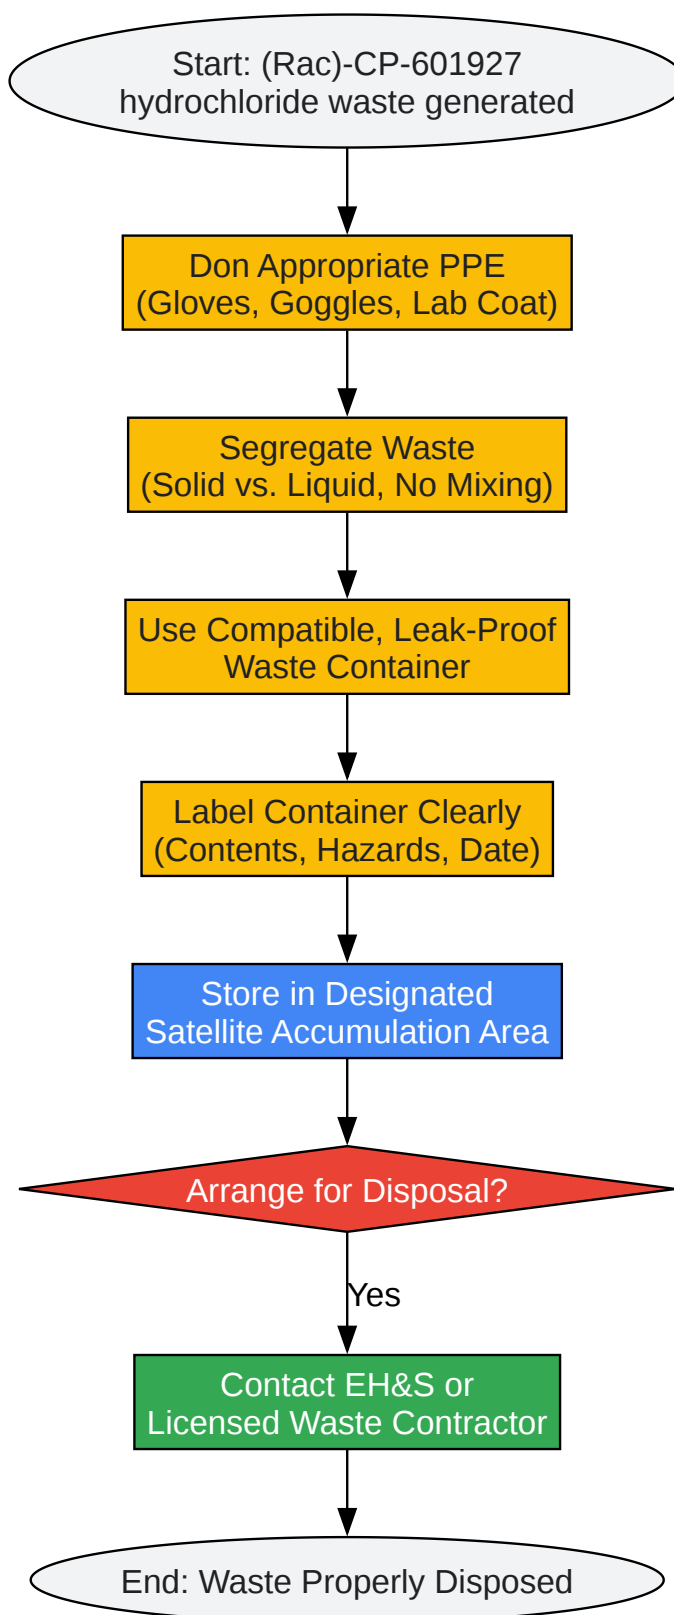 Start: (Rac)-CP-601927
hydrochloride waste generated
Don Appropriate PPE
(Gloves, Goggles, Lab Coat)
Segregate Waste
(Solid vs. Liquid, No Mixing)
Use Compatible, Leak-Proof
Waste Container
Label Container Clearly
(Contents, Hazards, Date)
Store in Designated
Satellite Accumulation Area
Arrange for Disposal?
Yes
Contact EH&S or
Licensed Waste Contractor
End: Waste Properly Disposed